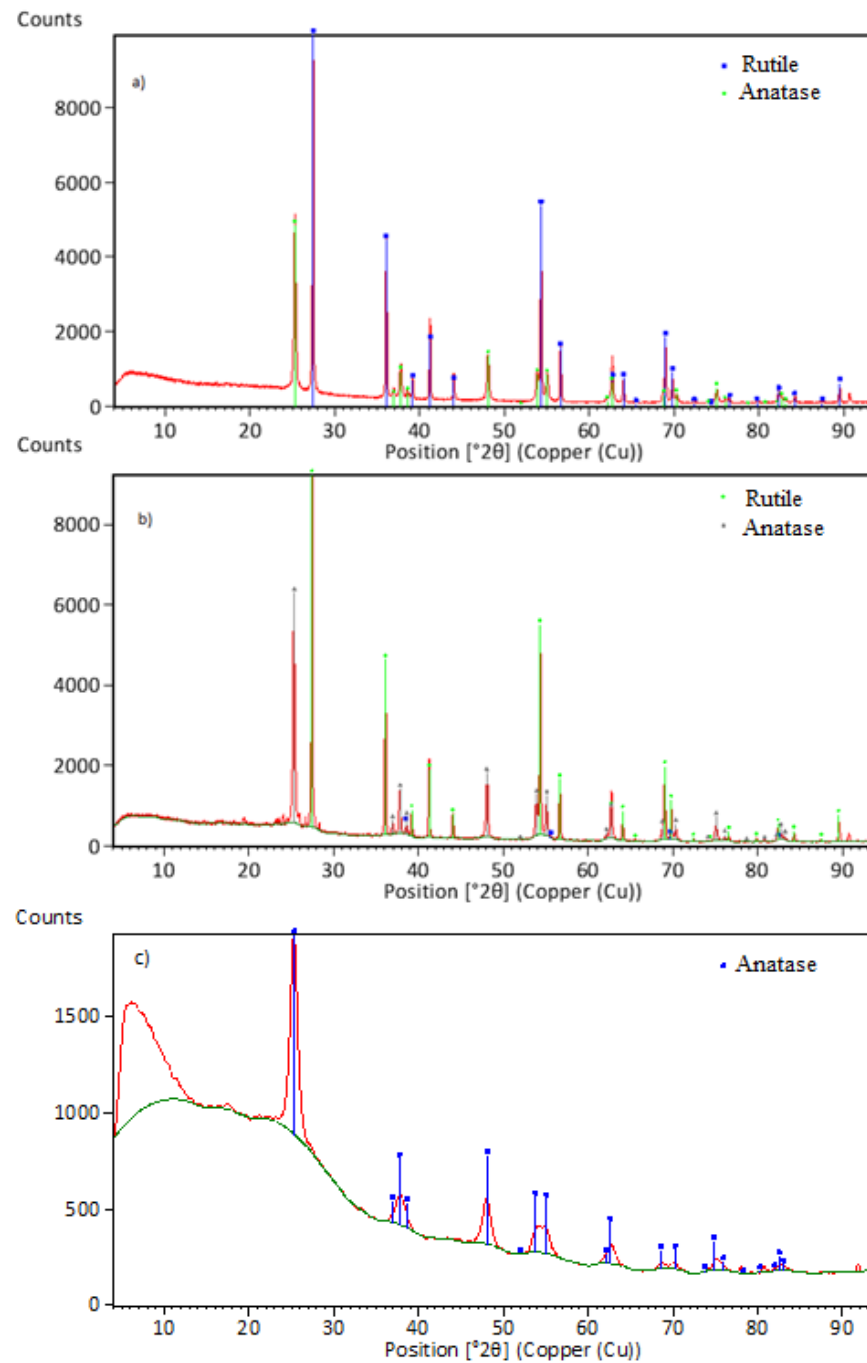 Counts
a)
Rutile
Anatase
8000
6000
4000
2000
0
10 20 30 40 50 60 70 80 90
Position [°2θ] (Copper (Cu))
Counts
b)
Rutile
Anatase
8000
6000
4000
2000
0
10 20 30 40 50 60 70 80 90
Position [°2θ] (Copper (Cu))
Counts
c)
Anatase
1500
1000
500
0
10 20 30 40 50 60 70 80 90
Position [°2θ] (Copper (Cu))